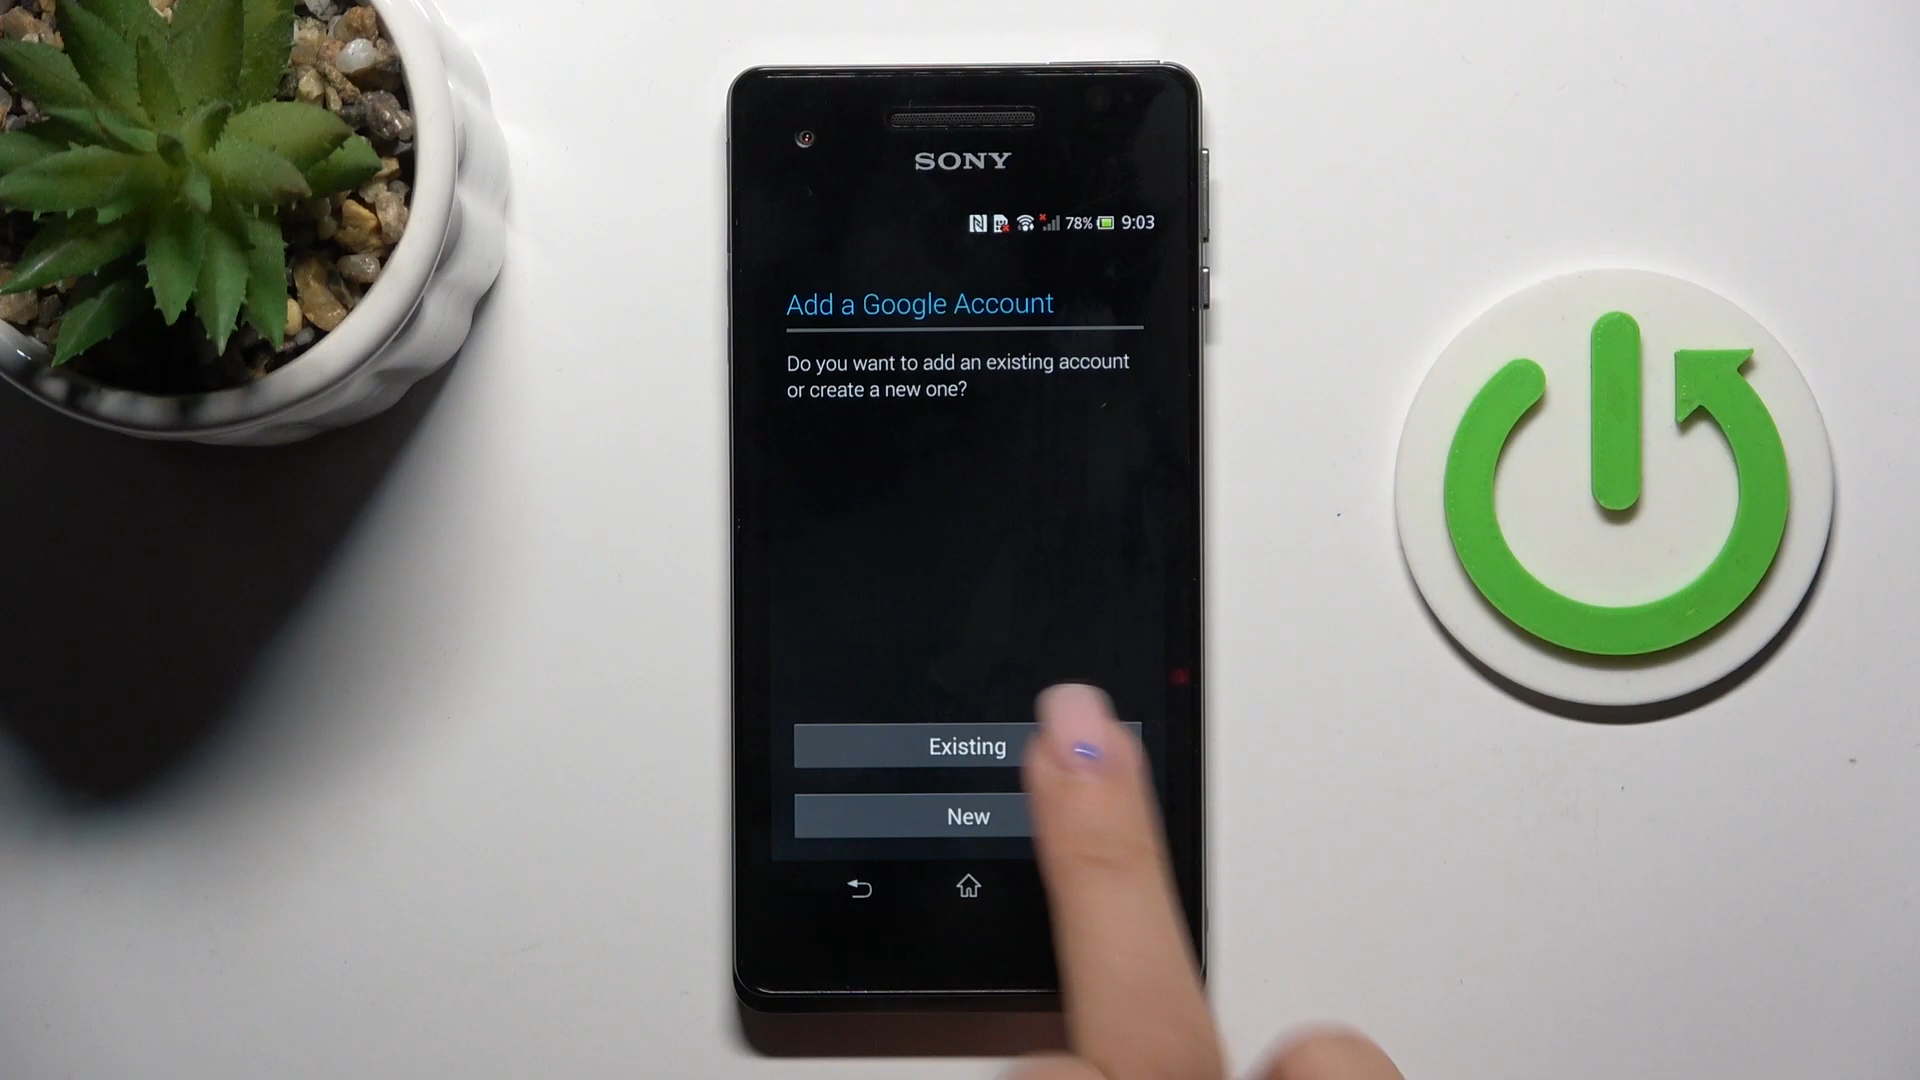 SONY
78% 9:03
Add a Google Account
Do you want to add an existing account
or create a new one?
Existing
New